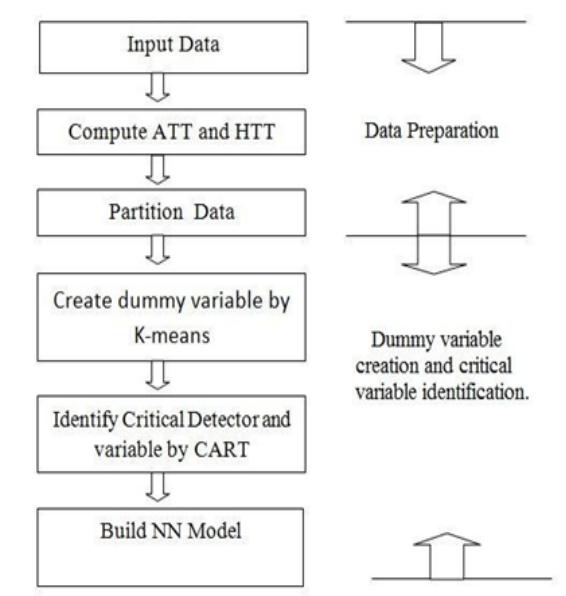 Input Data
Compute ATT and HTT
Data Preparation
Partition Data
Create dummy variable by
K-means
Dummy variable
creation and critical
variable identification.
Identify Critical Detector and
variable by CART
Build NN Model